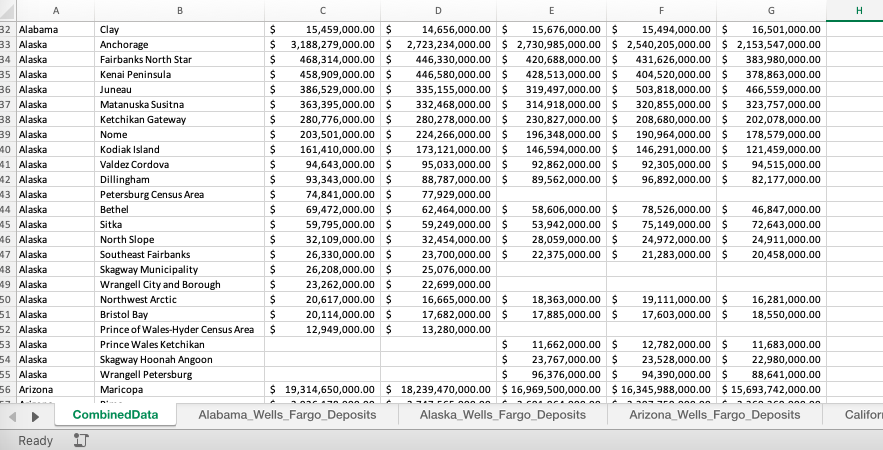 A B C D E F G H
32 Alabama Clay $ 15,459,000.00 $ 14,656,000.00 $ 15,676,000.00 $ 15,494,000.00 $ 16,501,000.00
33 Alaska Anchorage $ 3,188,279,000.00 $ 2,723,234,000.00 $ 2,730,985,000.00 $ 2,540,205,000.00 $ 2,153,547,000.00
34 Alaska Fairbanks North Star $ 468,314,000.00 $ 446,330,000.00 $ 420,688,000.00 $ 431,626,000.00 $ 383,980,000.00
35 Alaska Kenai Peninsula $ 458,909,000.00 $ 446,580,000.00 $ 428,513,000.00 $ 404,520,000.00 $ 378,863,000.00
36 Alaska Juneau $ 386,529,000.00 $ 335,155,000.00 $ 319,497,000.00 $ 503,818,000.00 $ 466,559,000.00
37 Alaska Matanuska Susitna $ 363,395,000.00 $ 332,468,000.00 $ 314,918,000.00 $ 320,855,000.00 $ 323,757,000.00
38 Alaska Ketchikan Gateway $ 280,776,000.00 $ 280,278,000.00 $ 230,827,000.00 $ 208,680,000.00 $ 202,078,000.00
39 Alaska Nome $ 203,501,000.00 $ 224,266,000.00 $ 196,348,000.00 $ 190,964,000.00 $ 178,579,000.00
40 Alaska Kodiak Island $ 161,410,000.00 $ 173,121,000.00 $ 146,594,000.00 $ 146,291,000.00 $ 121,459,000.00
41 Alaska Valdez Cordova $ 94,643,000.00 $ 95,033,000.00 $ 92,862,000.00 $ 92,305,000.00 $ 94,515,000.00
42 Alaska Dillingham $ 93,343,000.00 $ 88,787,000.00 $ 89,562,000.00 $ 96,892,000.00 $ 82,177,000.00
43 Alaska Petersburg Census Area $ 74,841,000.00 $ 77,929,000.00
44 Alaska Bethel $ 69,472,000.00 $ 62,464,000.00 $ 58,606,000.00 $ 78,526,000.00 $ 46,847,000.00
45 Alaska Sitka $ 59,795,000.00 $ 59,249,000.00 $ 53,942,000.00 $ 75,149,000.00 $ 72,643,000.00
46 Alaska North Slope $ 32,109,000.00 $ 32,454,000.00 $ 28,059,000.00 $ 24,972,000.00 $ 24,911,000.00
47 Alaska Southeast Fairbanks $ 26,330,000.00 $ 23,700,000.00 $ 22,375,000.00 $ 21,283,000.00 $ 20,458,000.00
48 Alaska Skagway Municipality $ 26,208,000.00 $ 25,076,000.00
49 Alaska Wrangell City and Borough $ 23,262,000.00 $ 22,699,000.00
50 Alaska Northwest Arctic $ 20,617,000.00 $ 16,665,000.00 $ 18,363,000.00 $ 19,111,000.00 $ 16,281,000.00
51 Alaska Bristol Bay $ 20,114,000.00 $ 17,682,000.00 $ 17,885,000.00 $ 17,603,000.00 $ 18,550,000.00
52 Alaska Prince of Wales-Hyder Census Area $ 12,949,000.00 $ 13,280,000.00
53 Alaska Prince Wales Ketchikan $ 11,662,000.00 $ 12,782,000.00 $ 11,683,000.00
54 Alaska Skagway Hoonah Angoon $ 23,767,000.00 $ 23,528,000.00 $ 22,980,000.00
55 Alaska Wrangell Petersburg $ 96,376,000.00 $ 94,390,000.00 $ 88,641,000.00
56 Arizona Maricopa $ 19,314,650,000.00 $ 18,239,470,000.00 $ 16,969,500,000.00 $ 16,345,988,000.00 $ 15,693,742,000.00
CombinedData Alabama_Wells_Fargo_Deposits Alaska_Wells_Fargo_Deposits Arizona_Wells_Fargo_Deposits Califor
Ready